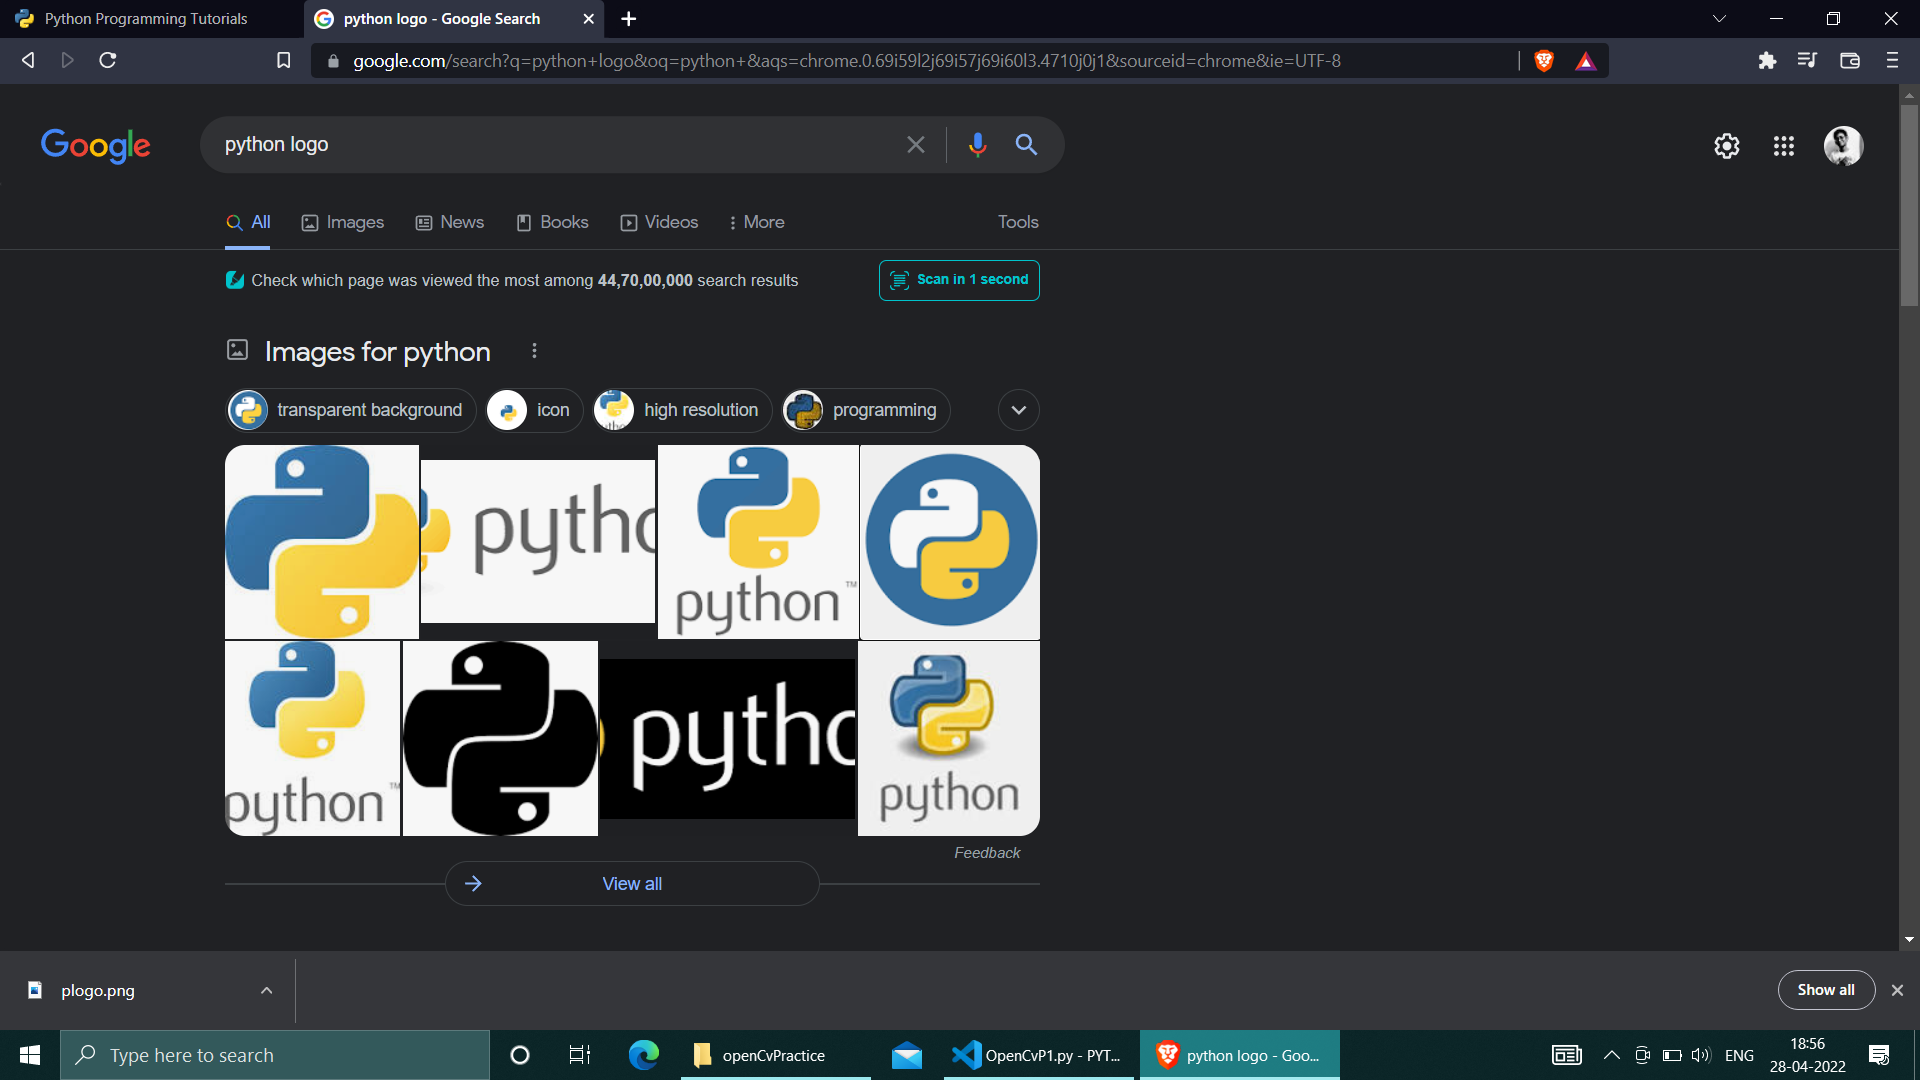 Python Programming Tutorials
python logo - Google Search
google.com/search?q=python+logo&oq=python+&aqs=chrome.0.69i59l2j69i57j69i60l3.4710j0j1&sourceid=chrome&ie=UTF-8
Google
python logo
All Images News Books Videos More Tools
Check which page was viewed the most among 44,70,00,000 search results
Scan in 1 second
Images for python
transparent background icon high resolution programming
pytho
python TM
python TM
pytho
python
Feedback
View all
plogo.png
Show all
Type here to search
openCvPractice
OpenCvP1.py - PYT...
python logo - Goo...
ENG
18:56
28-04-2022